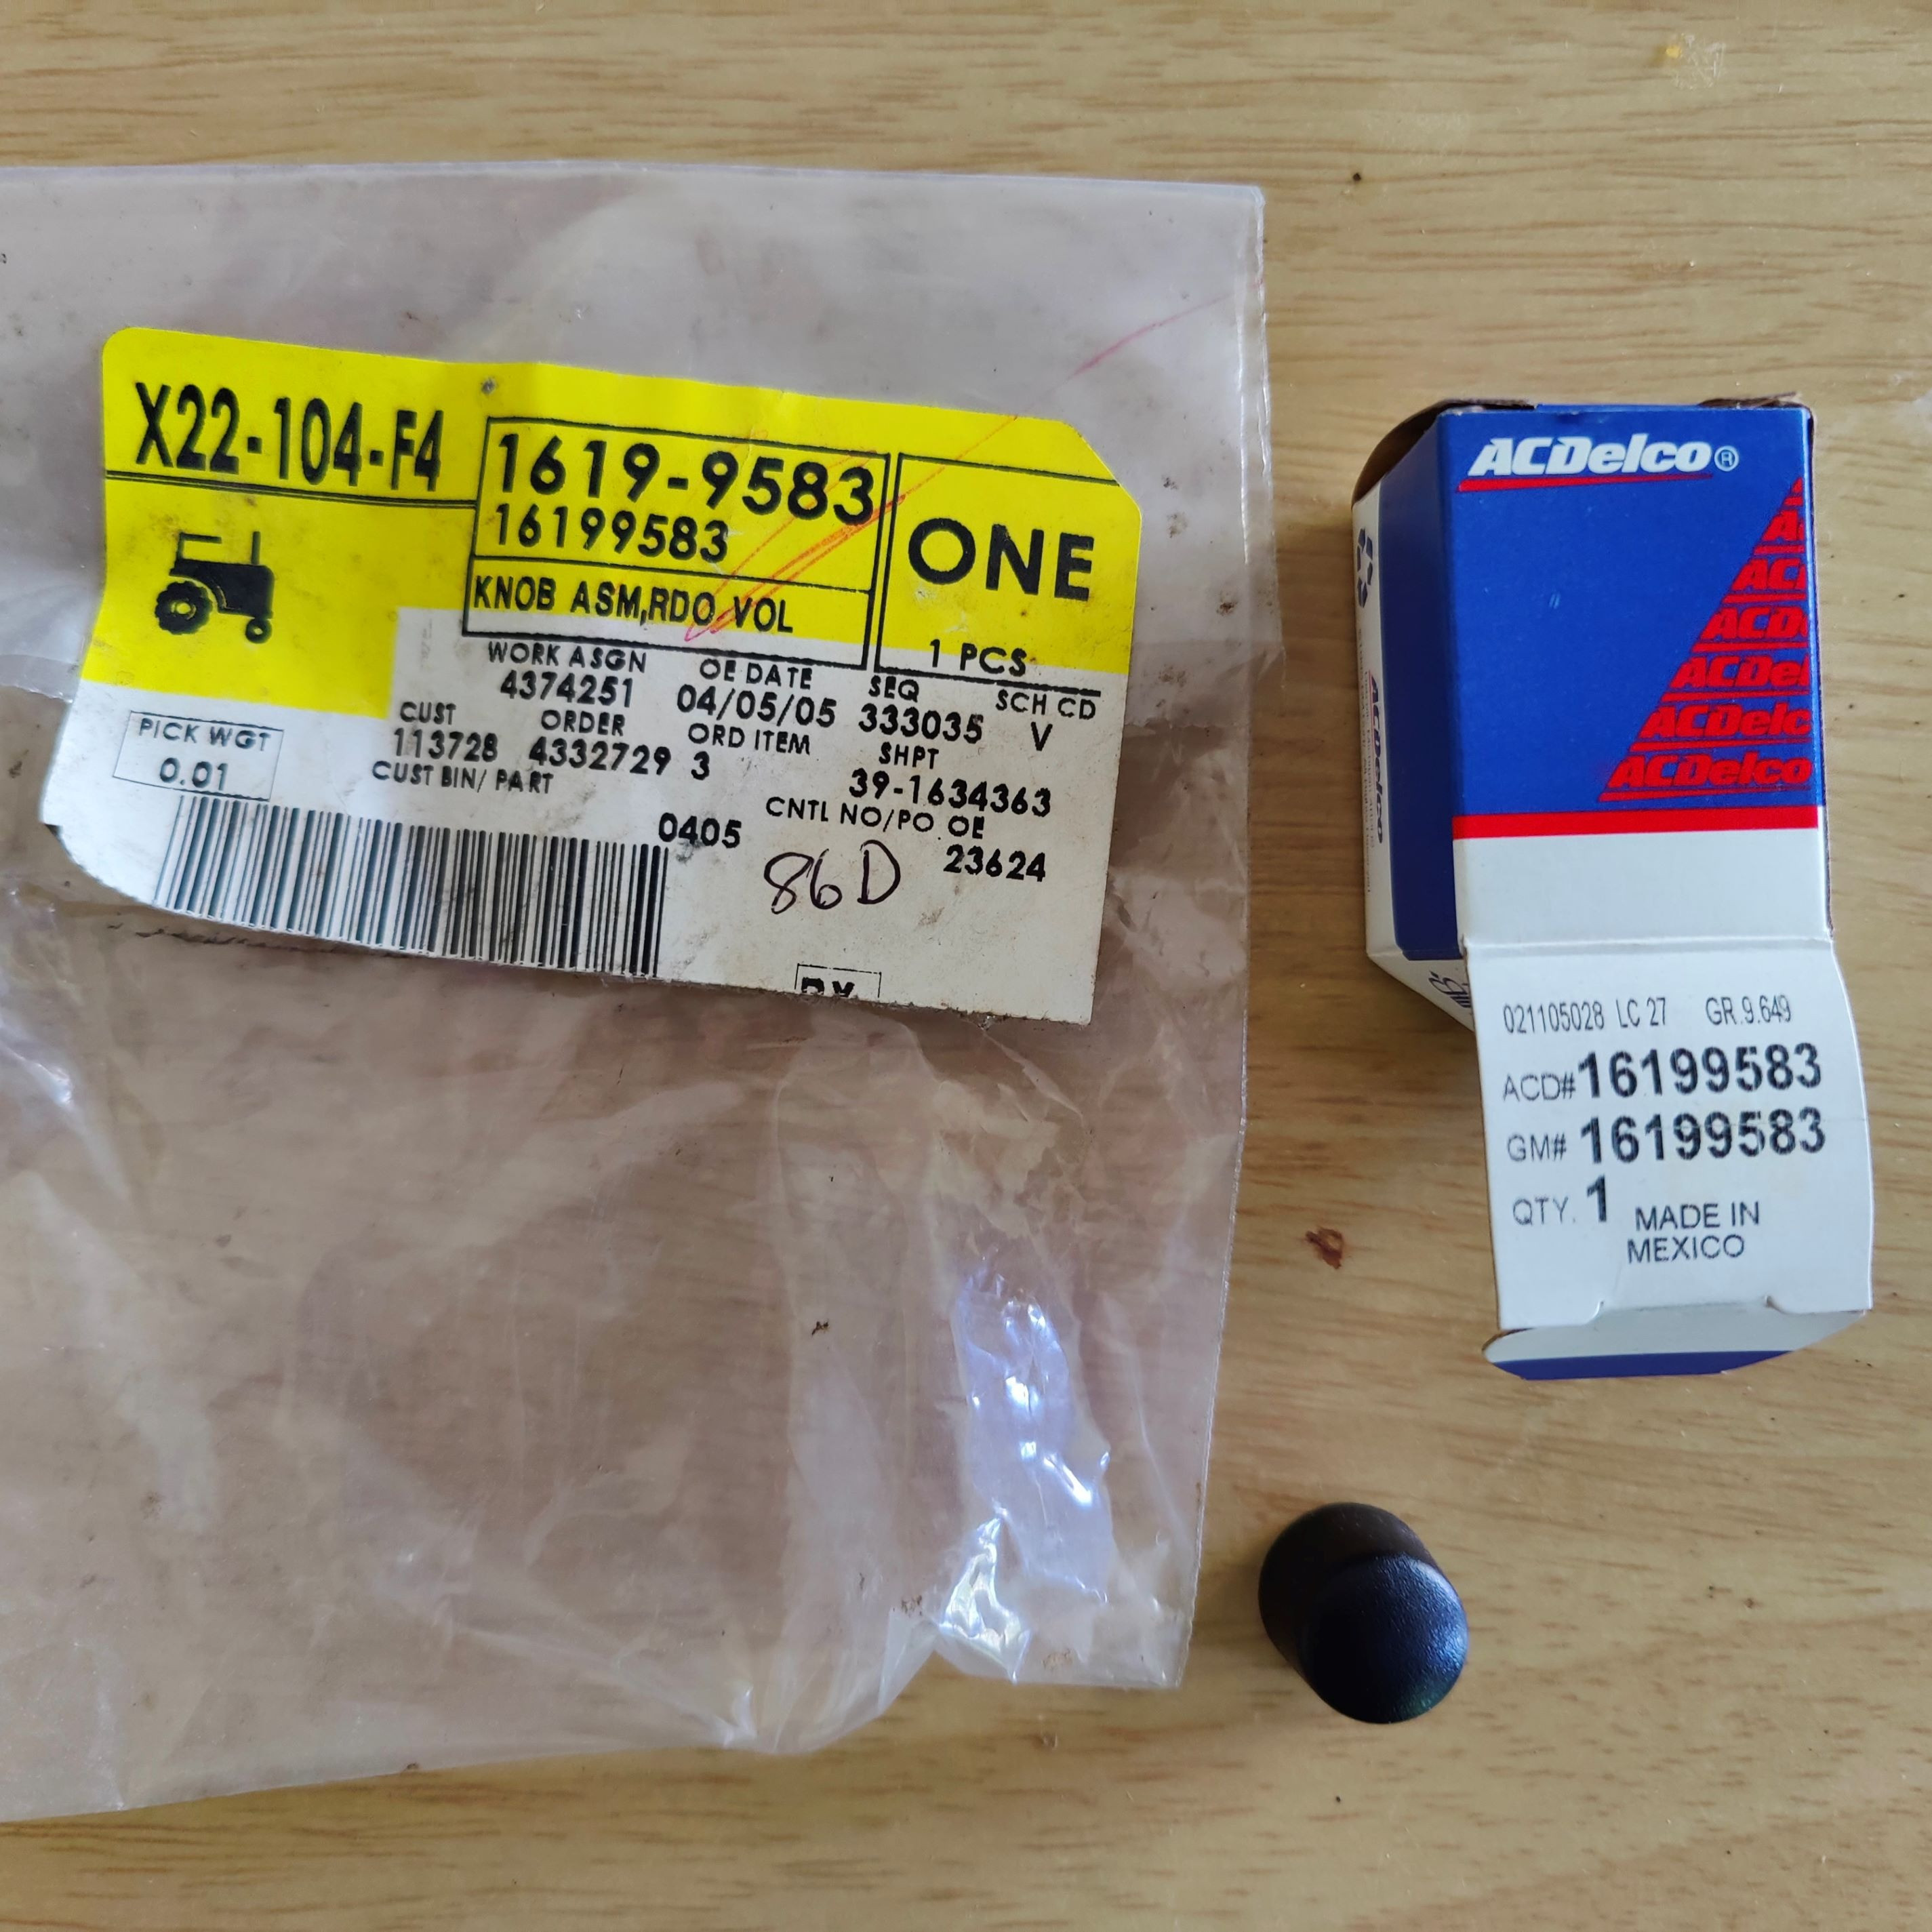 X22-104-F4
1619-9583
16199583
KNOB ASM,RDO VOL
ONE
1 PCS
WORK ASGN OE DATE SEQ SCH CD
4374251 04/05/05 333035 V
CUST ORDER ORD ITEM SHPT
113728 4332729 3 39-1634363
PICK WGT
0.01
CUST BIN/ PART
0405
CNTL NO/PO OE
23624
86D
ACDelco®
ACDel
ACDelc
ACDelco
ACDelco
021105028 LC 27 GR.9.649
ACD# 16199583
GM# 16199583
QTY. 1
MADE IN
MEXICO